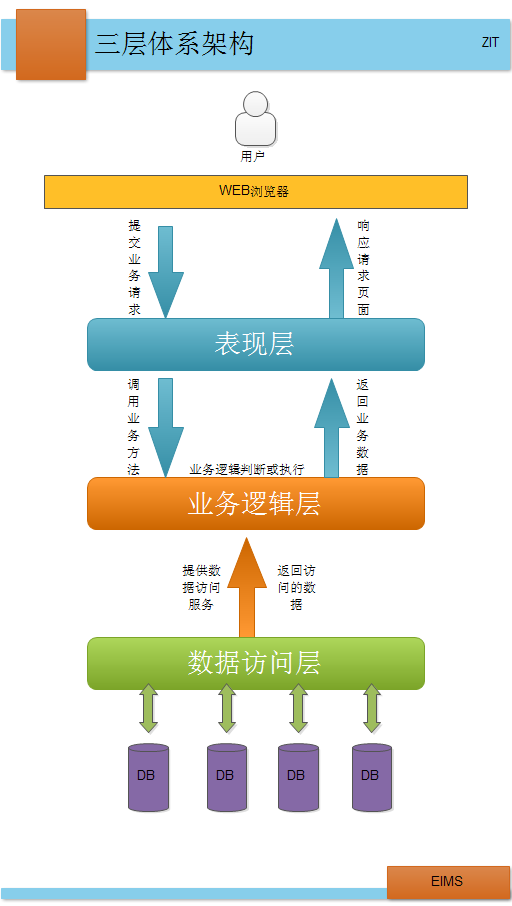 三层体系架构
ZIT
用户
WEB浏览器
提交业务请求
响应请求页面
表现层
调用业务方法
返回业务数据
业务逻辑判断或执行
业务逻辑层
提供数
据访问
服务
返回访
问的数
据
数据访问层
DB
DB
DB
DB
EIMS